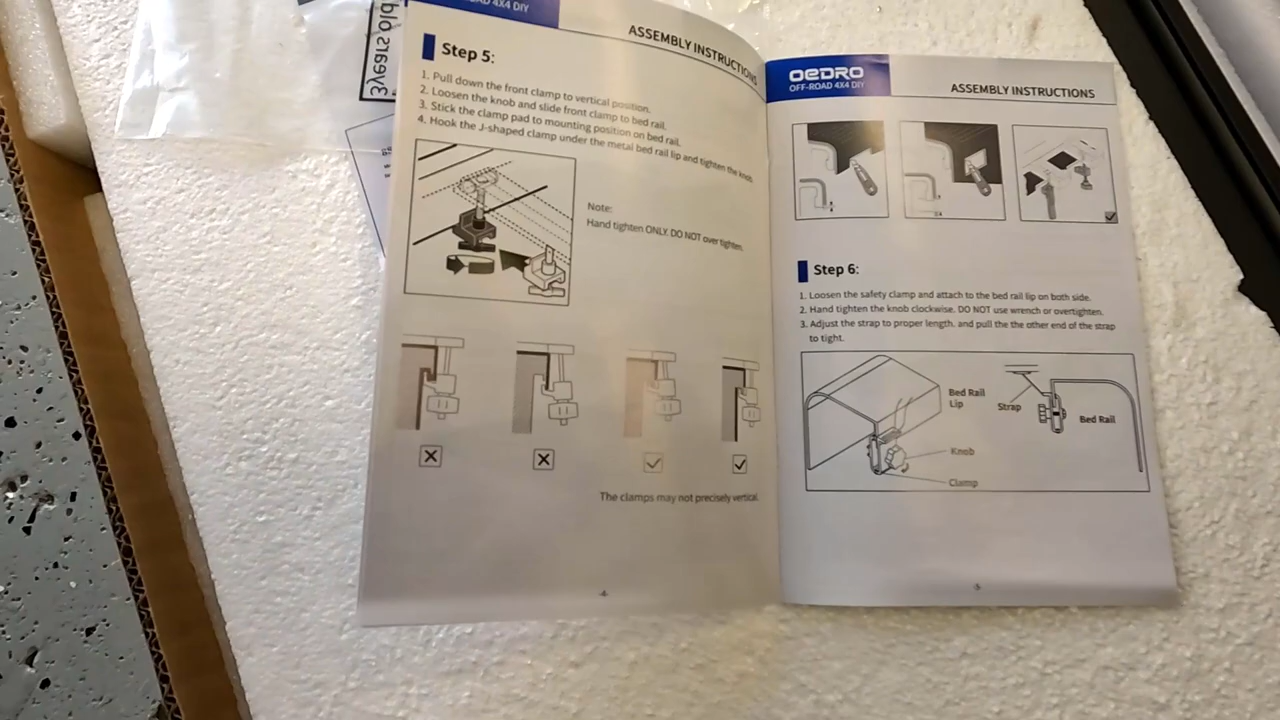 AD 4X4 DIY
ASSEMBLY INSTRUCTIONS
Step 5:
1. Pull down the front clamp to vertical position.
2. Loosen the knob and slide front clamp to bed rail.
3. Stick the clamp pad to mounting position on bed rail.
4. Hook the J-shaped clamp under the metal bed rail lip and tighten the knob.
Note:
Hand tighten ONLY. DO NOT over tighten.
The clamps may not precisely vertical.
4
OEDRO
OFF-ROAD 4X4 DIY
ASSEMBLY INSTRUCTIONS
Step 6:
1. Loosen the safety clamp and attach to the bed rail lip on both side.
2. Hand tighten the knob clockwise. DO NOT use wrench or overtighten.
3. Adjust the strap to proper length, and pull the the other end of the strap
to tight.
Bed Rail
Lip
Strap
Bed Rail
Knob
Clamp
5
3years old